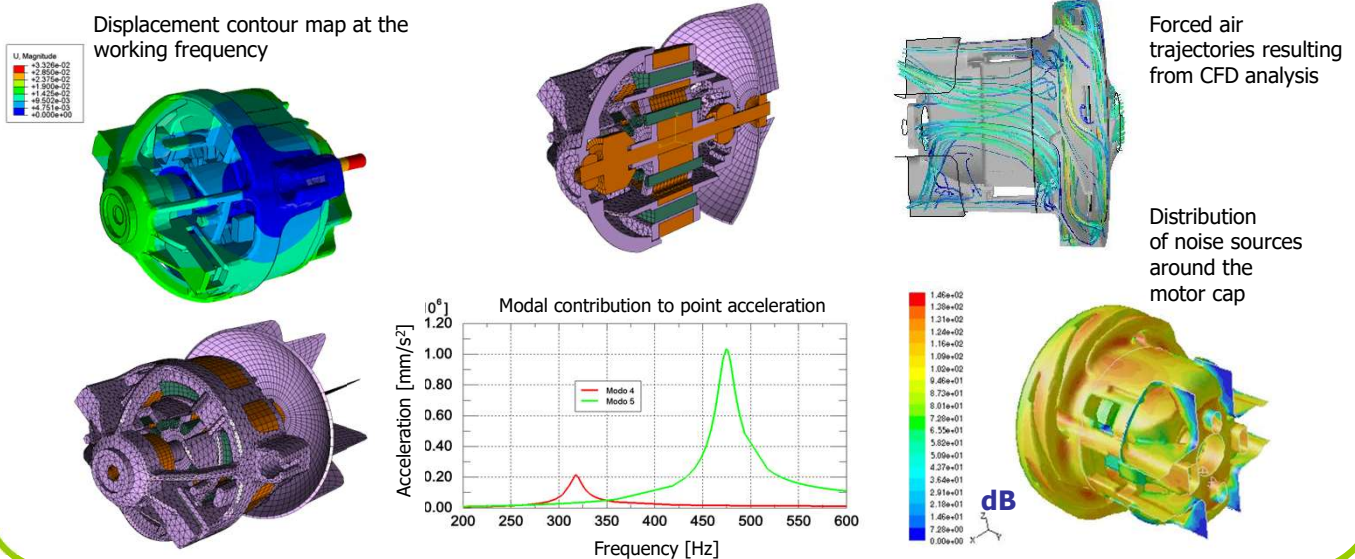 Displacement contour map at the
working frequency
U, Magnitude
+3.326e-02
+2.850e-02
+2.375e-02
+1.900e-02
+1.425e-02
+9.502e-03
+4.751e-03
+0.000e+00
Forced air
trajectories resulting
from CFD analysis
Distribution
of noise sources
around the
motor cap
10⁶]
Modal contribution to point acceleration
1.20
1.00
0.80
0.60
0.40
0.20
0.00
Acceleration [mm/s²]
Modo 4
Modo 5
200 250 300 350 400 450 500 550 600
Frequency [Hz]
1.46e+02
1.38e+02
1.31e+02
1.24e+02
1.16e+02
1.09e+02
1.02e+02
9.46e+01
8.73e+01
8.01e+01
7.28e+01
6.55e+01
5.82e+01
5.09e+01
4.37e+01
3.64e+01
2.91e+01
2.18e+01
1.46e+01
7.28e+00
0.00e+00
dB
Z
X Y